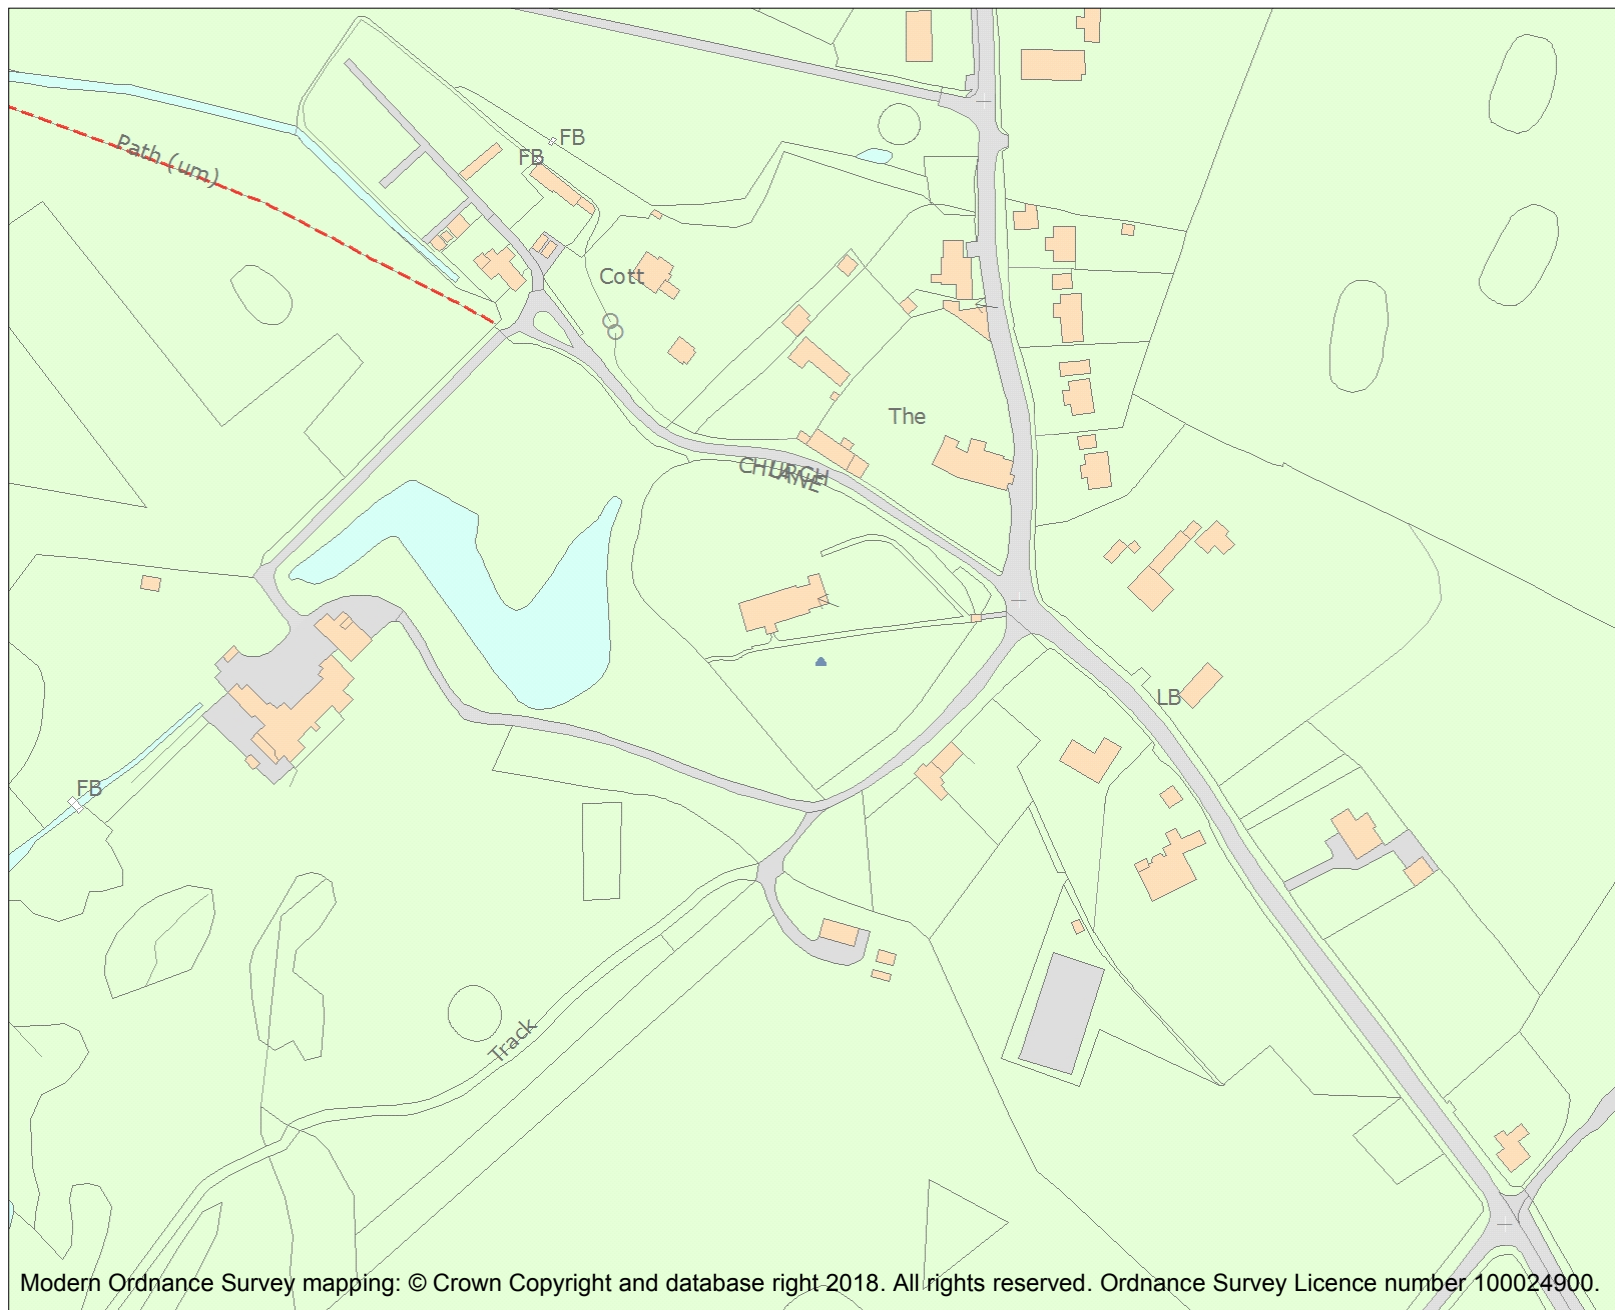 FB
Path (um)
FB
Cott
The
CHURCH
LANE
LB
FB
Track
Modern Ordnance Survey mapping: © Crown Copyright and database right 2018. All rights reserved. Ordnance Survey Licence number 100024900.